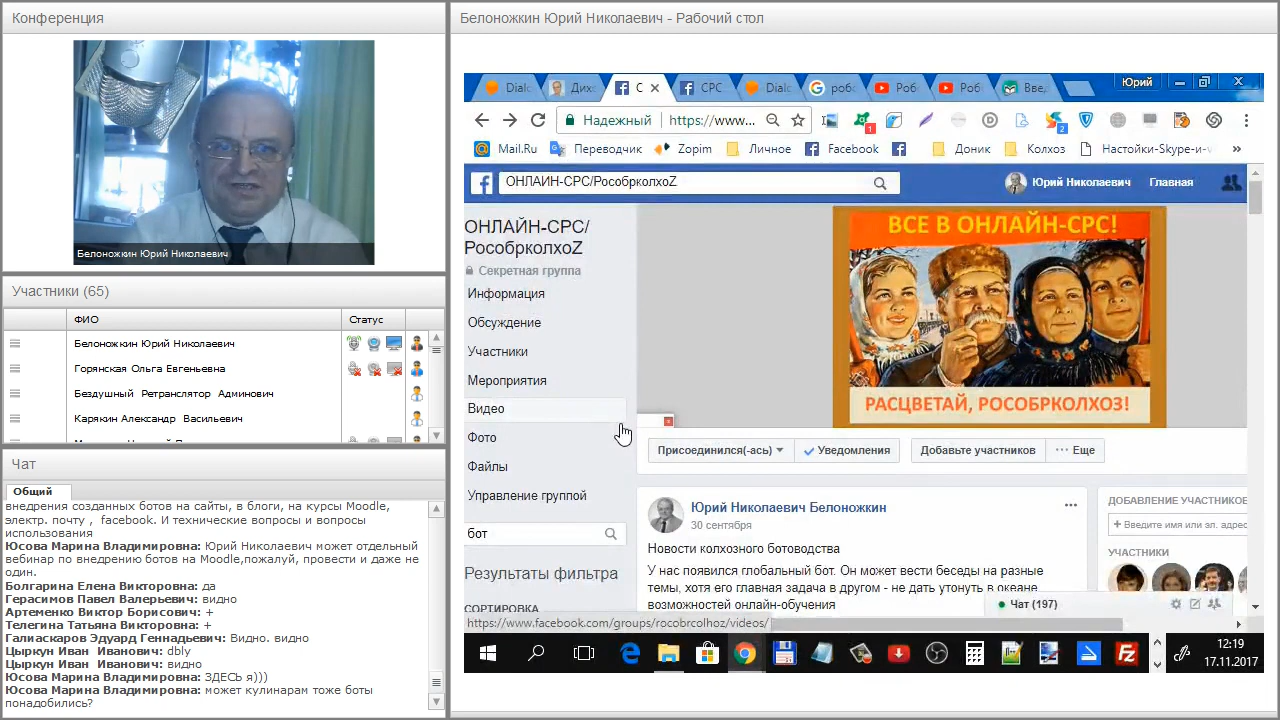 Конференция
Белоножкин Юрий Николаевич
Участники (65)
ФИО
Статус
Белоножкин Юрий Николаевич
Горянская Ольга Евгеньевна
Бездушный Ретранслятор Админович
Карякин Александр Васильевич
Чат
Общий
внедрения созданных ботов на сайты, в блоги, на курсы Moodle,
электр. почту , facebook. И технические вопросы и вопросы
использования
Юсова Марина Владимировна: Юрий Николаевич может отдельный
вебинар по внедрению ботов на Moodle,пожалуй, провести и даже не
один.
Болгарина Елена Викторовна: да
Герасимов Павел Валерьевич: видно
Артеменко Виктор Борисович: +
Телегина Татьяна Викторовна: +
Галиаскаров Эдуард Геннадьевич: Видно. видно
Цыркун Иван Иванович: dbly
Цыркун Иван Иванович: видно
Юсова Марина Владимировна: ЗДЕСЬ я)))
Юсова Марина Владимировна: может кулинарам тоже боты
понадобились?
Белоножкин Юрий Николаевич - Рабочий стол
Dialo
Дихо
С
СРС
Dialo
робо
Роб
Роб
Вве
Юрий
Надежный
https://www...
1
2
Mail.Ru
Переводчик
Zopim
Личное
Facebook
Доник
Колхоз
Настойки-Skype-и-v
»
ОНЛАЙН-СРС/РособрколхоZ
Юрий Николаевич
Главная
ОНЛАЙН-СРС/
РособрколхоZ
Секретная группа
Информация
Обсуждение
Участники
Мероприятия
Видео
Фото
Файлы
Управление группой
бот
Результаты фильтра
СОРТИРОВКА
ВСЕ В ОНЛАЙН-СРС!
РАСЦВЕТАЙ, РОСОБРКОЛХОЗ!
Присоединился(-ась)
Уведомления
Добавьте участников
Еще
Юрий Николаевич Белоножкин
30 сентября
Новости колхозного ботоводства
У нас появился глобальный бот. Он может вести беседы на разные
темы, хотя его главная задача в другом - не дать утонуть в океане
возможностей онлайн-обучения
ДОБАВЛЕНИЕ УЧАСТНИКОВ
+ Введите имя или эл. адрес
УЧАСТНИКИ
Чат (197)
https://www.facebook.com/groups/rocobrcolhoz/videos/
12:19
17.11.2017